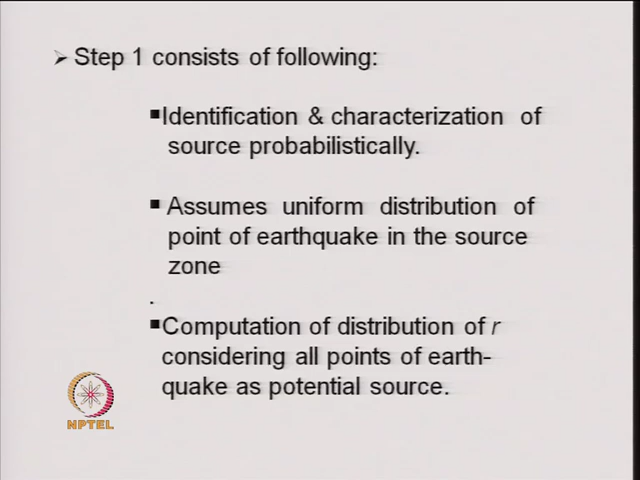 ➢ Step 1 consists of following:
▪Identification & characterization of
source probabilistically.
▪ Assumes uniform distribution of
point of earthquake in the source
zone
.
▪Computation of distribution of r
considering all points of earth-
quake as potential source.
NPTEL